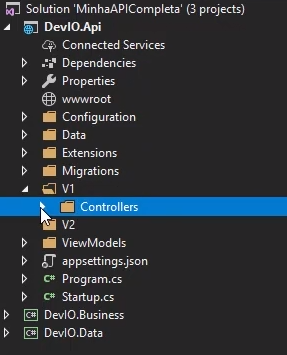 Solution 'MinhaAPICompleta' (3 projects)
DevIO.Api
Connected Services
Dependencies
Properties
wwwroot
Configuration
Data
Extensions
Migrations
V1
Controllers
V2
ViewModels
appsettings.json
C# Program.cs
C# Startup.cs
C# DevIO.Business
C# DevIO.Data